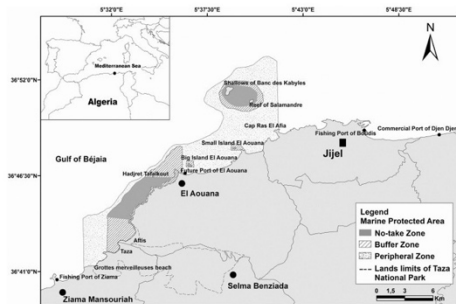 5°32'0"E
5°37'30"E
5°43'0"E
5°48'30"E
Mediterranean Sea
Algeria
N
36°52'0"N
Shallows of Banc des Kabyles
Reef of Salamandre
Cap Ras El Afia
Fishing Port of Boudis
Commercial Port of Djen Djen
Small Island El Aouana
Jijel
Gulf of Béjaïa
Big Island El Aouana
Future Port of El Aouana
36°46'30"N
Hadjret Tafalkout
El Aouana
Legend
Marine Protected Area
No-take Zone
Buffer Zone
Peripheral Zone
Lands limits of Taza
National Park
Aftis
Taza
36°41'0"N
Grottes merveilleuses beach
Fishing Port of Ziama
Selma Benziada
Ziama Mansouriah
0 1,5 3 6
Km